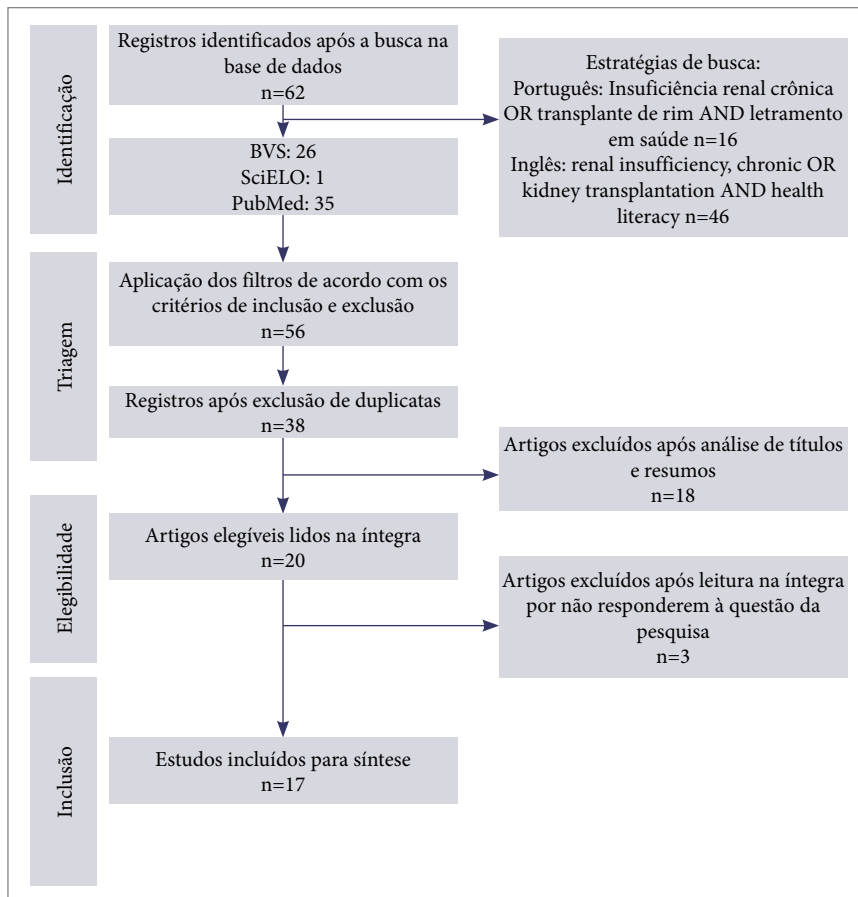 Identificação
Registros identificados após a busca na
base de dados
n=62
Estratégias de busca:
Português: Insuficiência renal crônica
OR transplante de rim AND letramento
em saúde n=16
Inglês: renal insufficiency, chronic OR
kidney transplantation AND health
literacy n=46
BVS: 26
SciELO: 1
PubMed: 35
Triagem
Aplicação dos filtros de acordo com os
critérios de inclusão e exclusão
n=56
Registros após exclusão de duplicatas
n=38
Artigos excluídos após análise de títulos
e resumos
n=18
Elegibilidade
Artigos elegíveis lidos na íntegra
n=20
Artigos excluídos após leitura na íntegra
por não responderem à questão da
pesquisa
n=3
Inclusão
Estudos incluídos para síntese
n=17